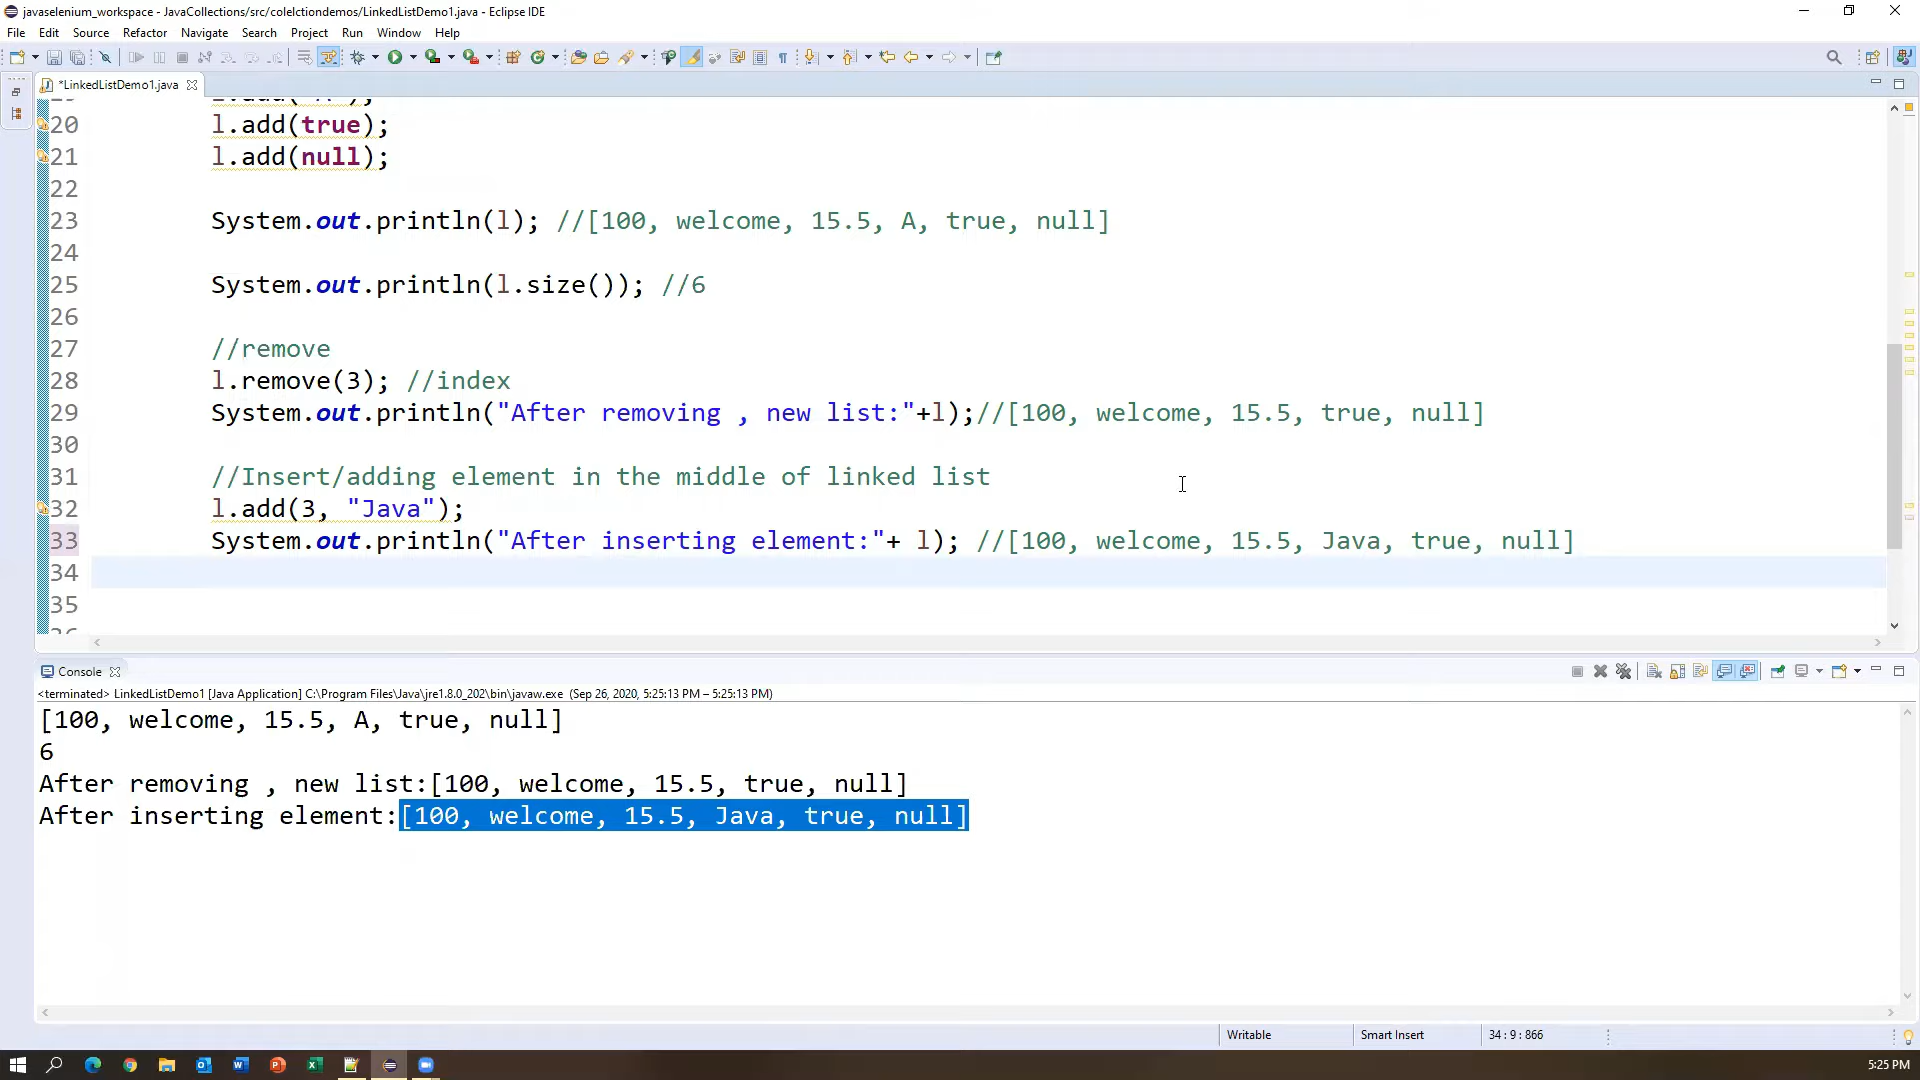 javaselenium_workspace - JavaCollections/src/colelctiondemos/LinkedListDemo1.java - Eclipse IDE
File Edit Source Refactor Navigate Search Project Run Window Help
*LinkedListDemo1.java
20 l.add(true);
21 l.add(null);
22
23 System.out.println(l); //[100, welcome, 15.5, A, true, null]
24
25 System.out.println(l.size()); //6
26
27 //remove
28 l.remove(3); //index
29 System.out.println("After removing , new list:"+l);//[100, welcome, 15.5, true, null]
30
31 //Insert/adding element in the middle of linked list
32 l.add(3, "Java");
33 System.out.println("After inserting element:"+ l); //[100, welcome, 15.5, Java, true, null]
34
35
Console
<terminated> LinkedListDemo1 [Java Application] C:\Program Files\Java\jre1.8.0_202\bin\javaw.exe (Sep 26, 2020, 5:25:13 PM – 5:25:13 PM)
[100, welcome, 15.5, A, true, null]
6
After removing , new list:[100, welcome, 15.5, true, null]
After inserting element:[100, welcome, 15.5, Java, true, null]
Writable Smart Insert 34 : 9 : 866
5:25 PM